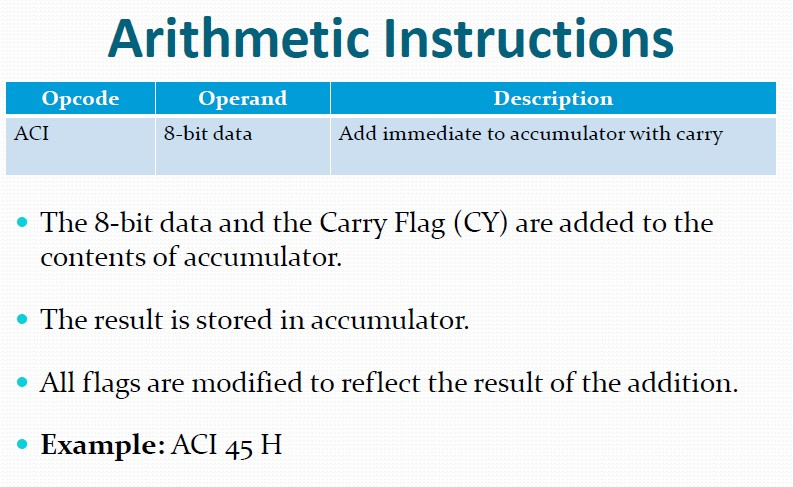 Arithmetic Instructions
Opcode Operand Description
ACI 8-bit data Add immediate to accumulator with carry
• The 8-bit data and the Carry Flag (CY) are added to the
contents of accumulator.
• The result is stored in accumulator.
• All flags are modified to reflect the result of the addition.
• Example: ACI 45 H